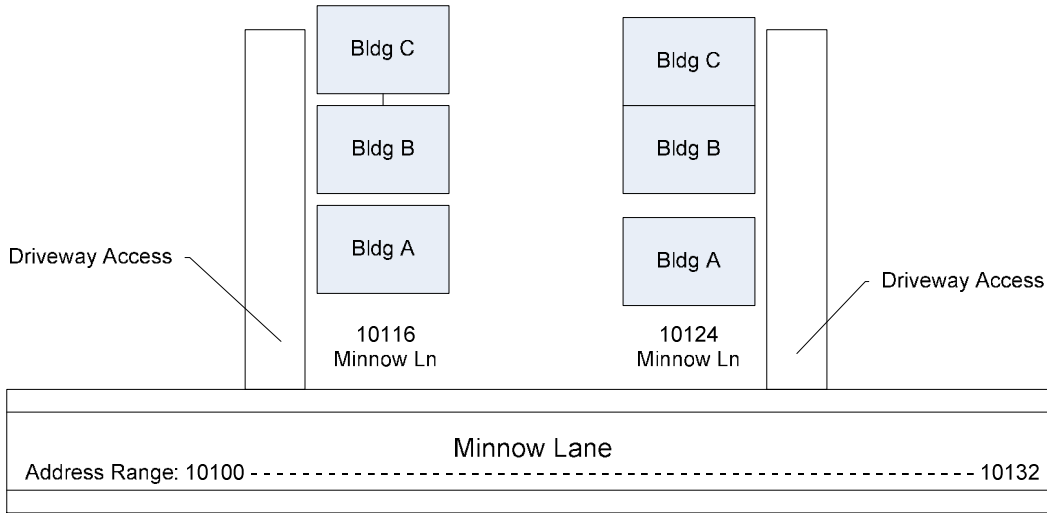 Bldg C
Bldg B
Bldg A
Bldg C
Bldg B
Bldg A
Driveway Access
Driveway Access
10116
Minnow Ln
10124
Minnow Ln
Minnow Lane
Address Range: 10100 - - - - - - - - - - - - - - - - - - - - - - - - - - - - - - - - - - - - - - - - - - - - - - - - 10132